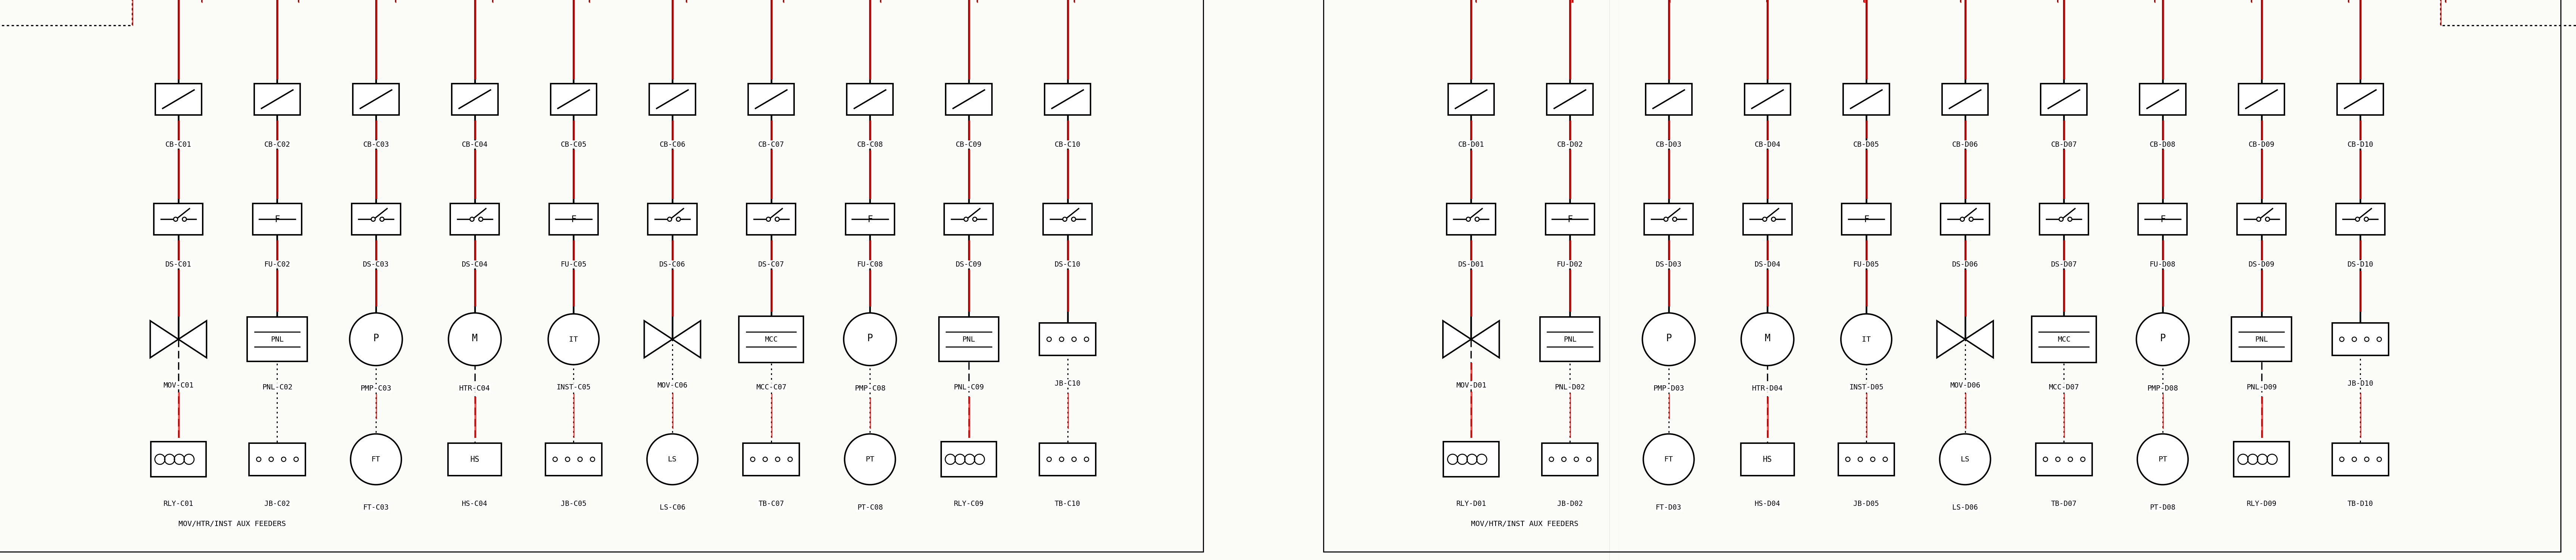 CB-C01 CB-C02 CB-C03 CB-C04 CB-C05 CB-C06 CB-C07 CB-C08 CB-C09 CB-C10 CB-D01 CB-D02 CB-D03 CB-D04 CB-D05 CB-D06 CB-D07 CB-D08 CB-D09 CB-D10
F F F F F F
DS-C01 FU-C02 DS-C03 DS-C04 FU-C05 DS-C06 DS-C07 FU-C08 DS-C09 DS-C10 DS-D01 FU-D02 DS-D03 DS-D04 FU-D05 DS-D06 DS-D07 FU-D08 DS-D09 DS-D10
PNL P M IT MCC P PNL PNL P M IT MCC P PNL
MOV-C01 PNL-C02 PMP-C03 HTR-C04 INST-C05 MOV-C06 MCC-C07 PMP-C08 PNL-C09 JB-C10 MOV-D01 PNL-D02 PMP-D03 HTR-D04 INST-D05 MOV-D06 MCC-D07 PMP-D08 PNL-D09 JB-D10
FT HS LS PT FT HS LS PT
RLY-C01 JB-C02 FT-C03 HS-C04 JB-C05 LS-C06 TB-C07 PT-C08 RLY-C09 TB-C10 RLY-D01 JB-D02 FT-D03 HS-D04 JB-D05 LS-D06 TB-D07 PT-D08 RLY-D09 TB-D10
MOV/HTR/INST AUX FEEDERS MOV/HTR/INST AUX FEEDERS